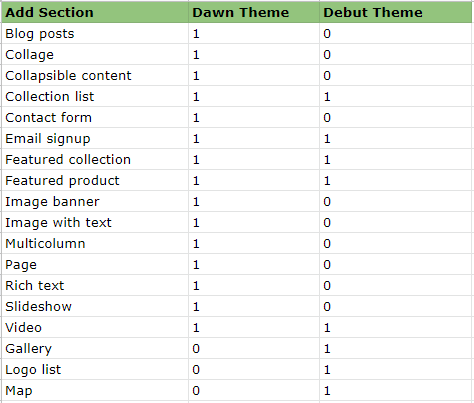 Add Section Dawn Theme Debut Theme
Blog posts 1 0
Collage 1 0
Collapsible content 1 0
Collection list 1 1
Contact form 1 0
Email signup 1 1
Featured collection 1 1
Featured product 1 1
Image banner 1 0
Image with text 1 0
Multicolumn 1 0
Page 1 0
Rich text 1 0
Slideshow 1 0
Video 1 1
Gallery 0 1
Logo list 0 1
Map 0 1